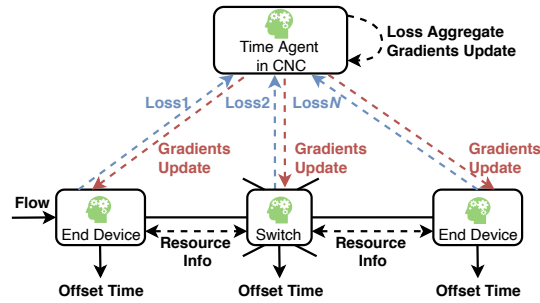 Time Agent
in CNC
Loss Aggregate
Gradients Update
Loss1
Loss2
LossN
Gradients
Update
Gradients
Update
Gradients
Update
Flow
End Device
Switch
End Device
Resource
Info
Resource
Info
Offset Time
Offset Time
Offset Time